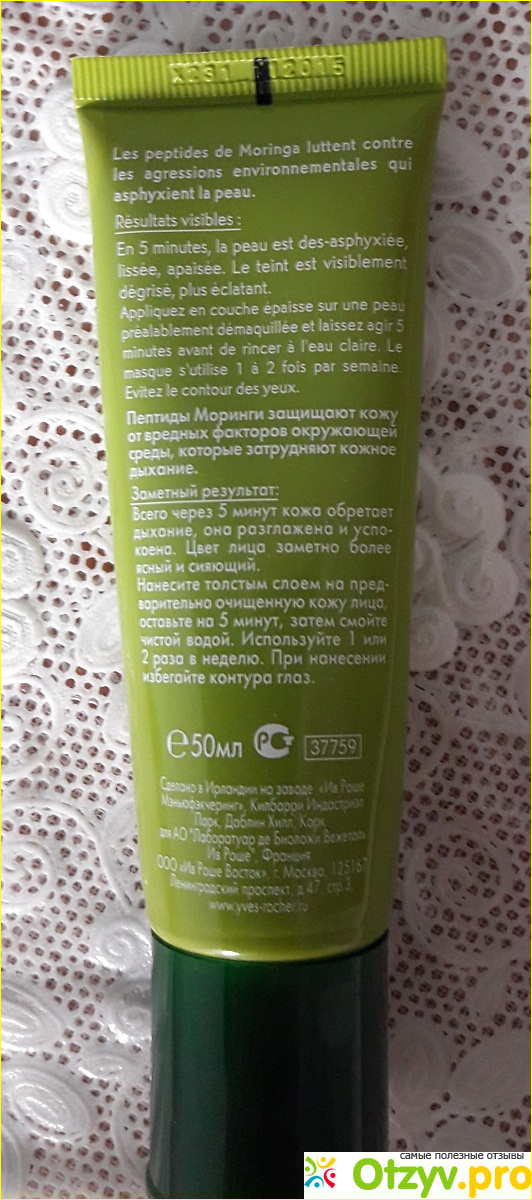 X231 12015
Les peptides de Moringa luttent contre
les agressions environnementales qui
asphyxient la peau.
Résultats visibles :
En 5 minutes, la peau est des-asphyxiée,
lissée, apaisée. Le teint est visiblement
dégrisé, plus éclatant.
Appliquez en couche épaisse sur une peau
préalablement démaquillée et laissez agir 5
minutes avant de rincer à l'eau claire. Le
masque s'utilise 1 à 2 fois par semaine.
Evitez le contour des yeux.
Пептиды Моринги защищают кожу
от вредных факторов окружающей
среды, которые затрудняют кожное
дыхание.
Заметный результат:
Всего через 5 минут кожа обретает
дыхание, она разглажена и успо-
коена. Цвет лица заметно более
ясный и сияющий.
Нанесите толстым слоем на пред-
варительно очищенную кожу лица,
оставьте на 5 минут, затем смойте
чистой водой. Используйте 1 или
2 раза в неделю. При нанесении
избегайте контура глаз.
℮50мл РСТ 37759
Сделано в Ирландии на заводе «Ив Роше
Мэньюфэкчеринг», Килбарри Индастриэл
Парк, Даблин Хилл, Корк
для АО "Лаборатуар де Биоложи Вежеталь
Ив Роше", Франция
ООО «Ив Роше Восток», г. Москва, 125167
Ленинградский проспект, д.47, стр.3.
www.yves-rocher.ru
самые полезные отзывы
Otzyv.pro